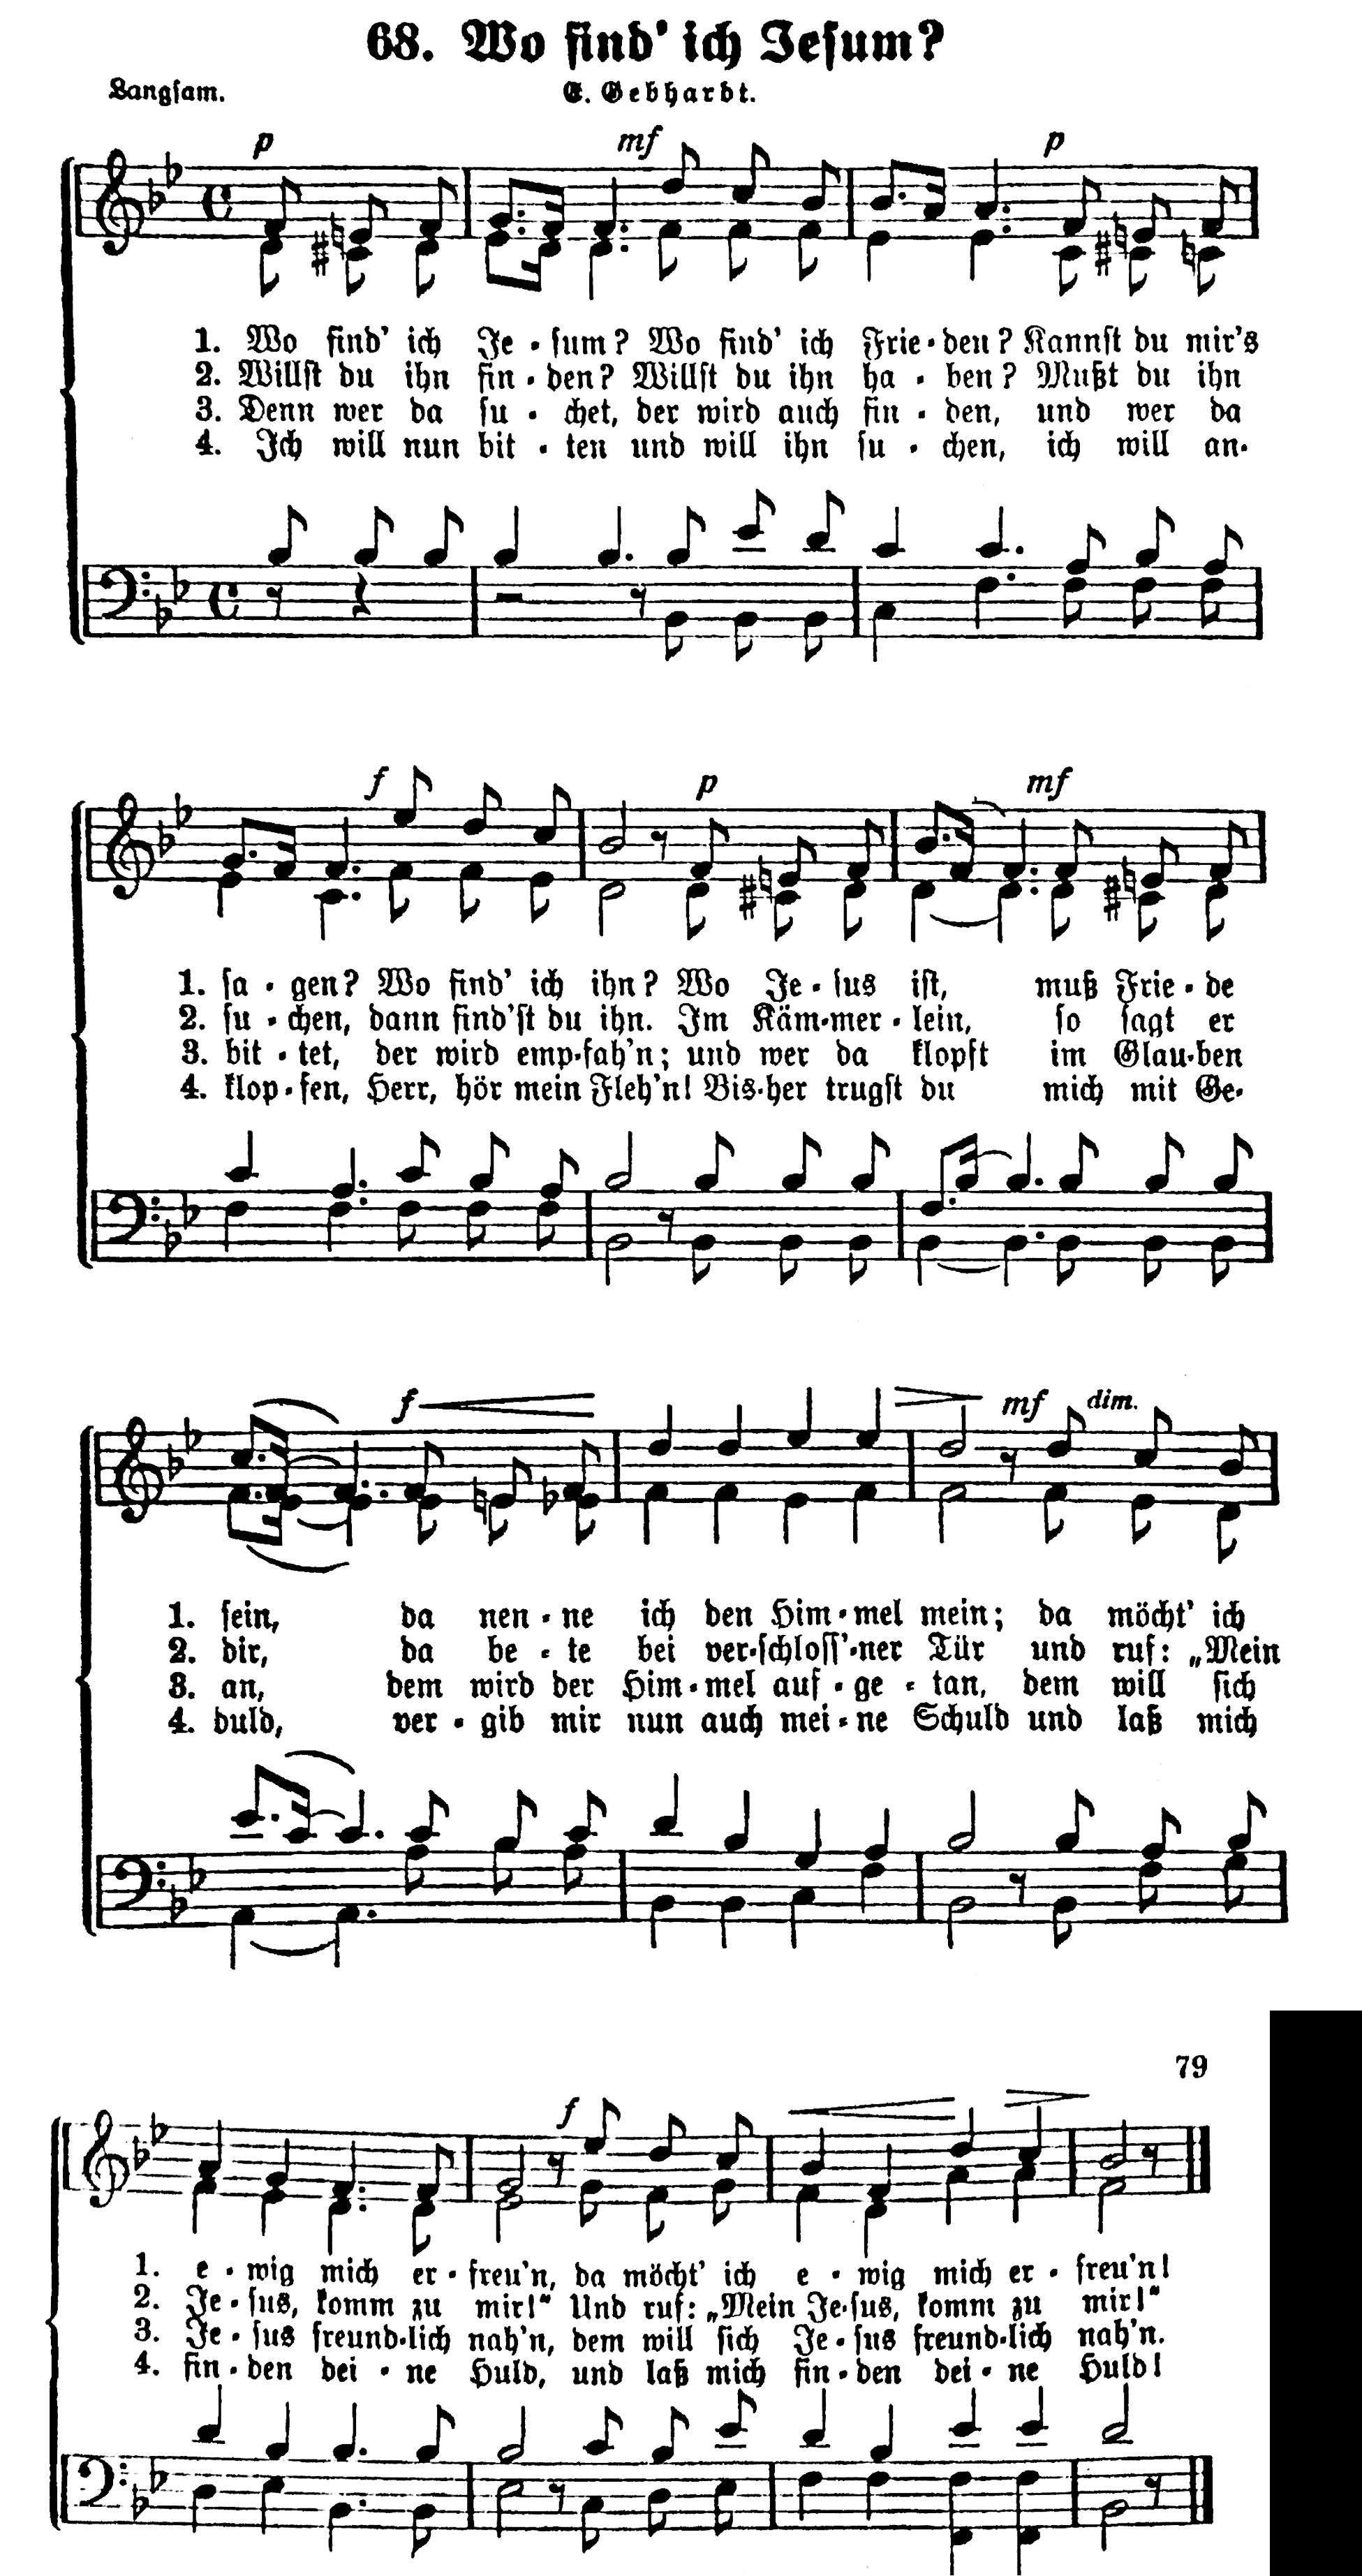 68. Wo find' ich Jesum?
Langsam. E. Gebhardt.
p mf p
1. Wo find' ich Je-sum? Wo find' ich Frie-den? Kannst du mir's
2. Willst du ihn fin-den? Willst du ihn ha-ben? Mußt du ihn
3. Denn wer da su-chet, der wird auch fin-den, und wer da
4. Ich will nun bit-ten und will ihn su-chen, ich will an-
f p mf
1. sa-gen? Wo find' ich ihn? Wo Je-sus ist, muß Frie-de
2. su-chen, dann find'st du ihn. Im Käm-mer-lein, so sagt er
3. bit-tet, der wird emp-fah'n; und wer da klopft im Glau-ben
4. klop-fen, Herr, hör mein Fleh'n! Bis-her trugst du mich mit Ge-
f mf dim.
1. sein, da nen-ne ich den Him-mel mein; da möcht' ich
2. dir, da be-te bei ver-schloss'-ner Tür und ruf: „Mein
3. an, dem wird der Him-mel auf-ge-tan, dem will sich
4. duld, ver-gib mir nun auch mei-ne Schuld und laß mich
79
f
1. e-wig mich er-freu'n, da möcht' ich e-wig mich er-freu'n!
2. Je-sus, komm zu mir!“ Und ruf: „Mein Je-sus, komm zu mir!“
3. Je-sus freund-lich nah'n, dem will sich Je-sus freund-lich nah'n.
4. fin-den dei-ne Huld, und laß mich fin-den dei-ne Huld!